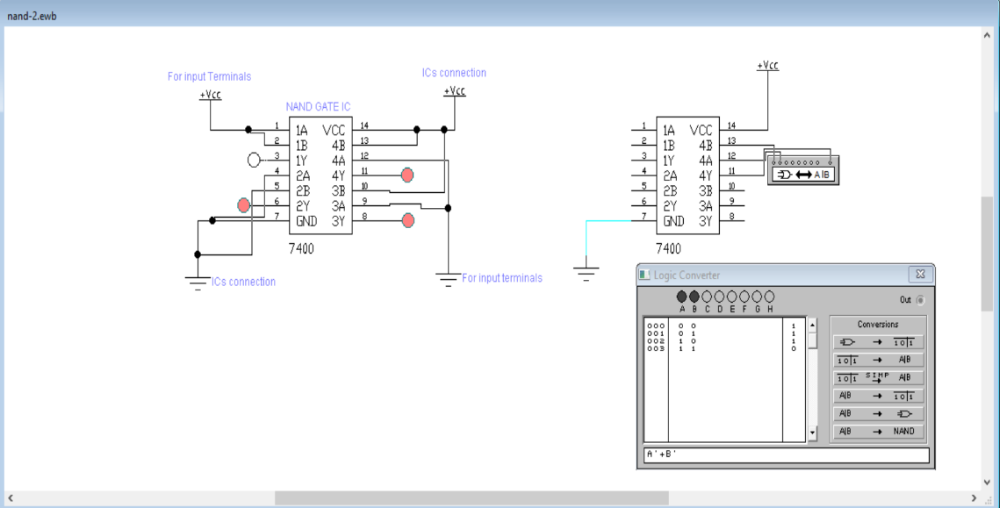 nand-2.ewb
For input Terminals
+Vcc
ICs connection
+Vcc
NAND GATE IC
1 1A VCC 14
2 1B 4B 13
3 1Y 4A 12
4 2A 4Y 11
5 2B 3B 10
6 2Y 3A 9
7 GND 3Y 8
7400
ICs connection
For input terminals
+Vcc
1 1A VCC 14
2 1B 4B 13
3 1Y 4A 12
4 2A 4Y 11
5 2B 3B 10
6 2Y 3A 9
7 GND 3Y 8
7400
A|B
Logic Converter
A B C D E F G H
Out
000 0 0 1
001 0 1 1
002 1 0 1
003 1 1 0
Conversions
→ 1 0|1
1 0|1 → A|B
1 0|1 SIMP → A|B
A|B → 1 0|1
A|B →
A|B → NAND
A'+B'